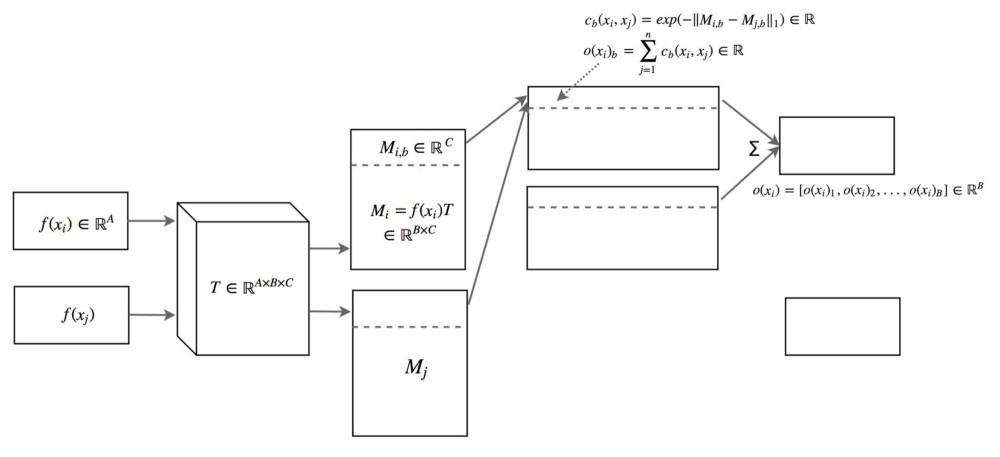 c_b(x_i, x_j) = exp(−‖M_{i,b} − M_{j,b}‖_1) ∈ ℝ
o(x_i)_b = ∑_{j=1}^{n} c_b(x_i, x_j) ∈ ℝ
M_{i,b} ∈ ℝ^C
Σ
o(x_i) = [o(x_i)_1, o(x_i)_2, . . . , o(x_i)_B] ∈ ℝ^B
f(x_i) ∈ ℝ^A
M_i = f(x_i)T
∈ ℝ^{B×C}
T ∈ ℝ^{A×B×C}
f(x_j)
M_j